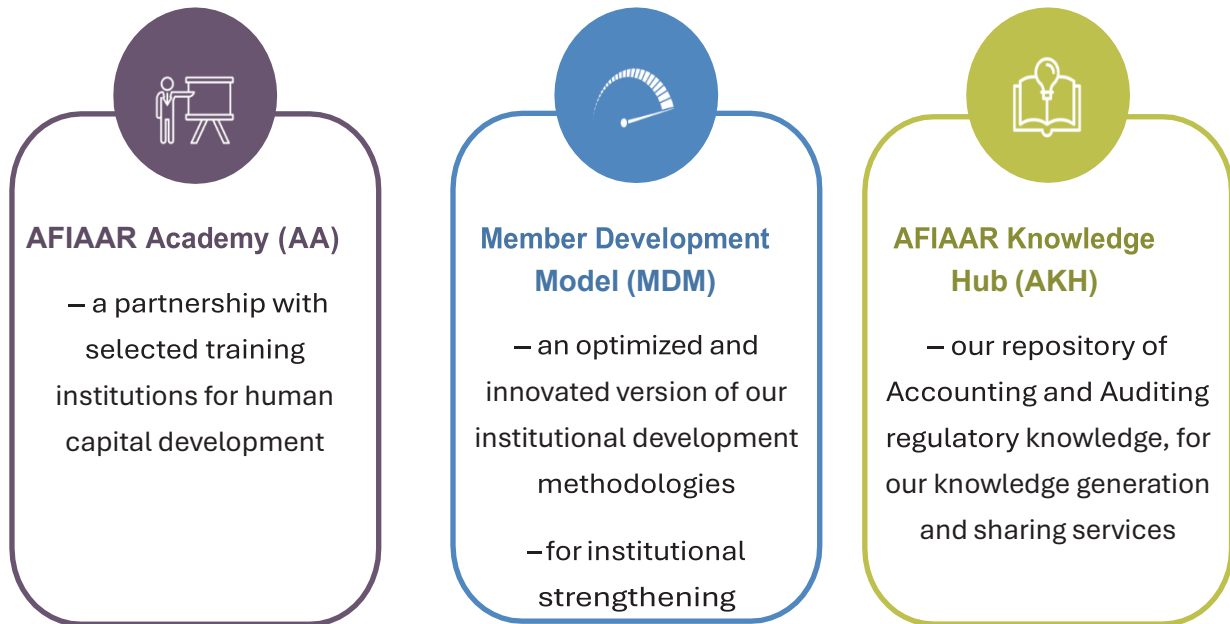 AFIAAR Academy (AA)
– a partnership with
selected training
institutions for human
capital development
Member Development
Model (MDM)
– an optimized and
innovated version of our
institutional development
methodologies
– for institutional
strengthening
AFIAAR Knowledge
Hub (AKH)
– our repository of
Accounting and Auditing
regulatory knowledge, for
our knowledge generation
and sharing services